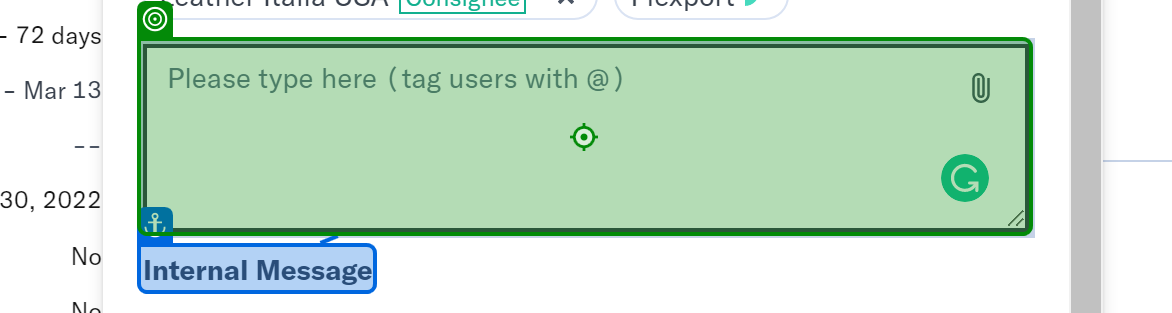 Leather Italia USA Consignee Flexport
- 72 days
- Mar 13
--
30, 2022
No
No
Please type here (tag users with @)
Internal Message